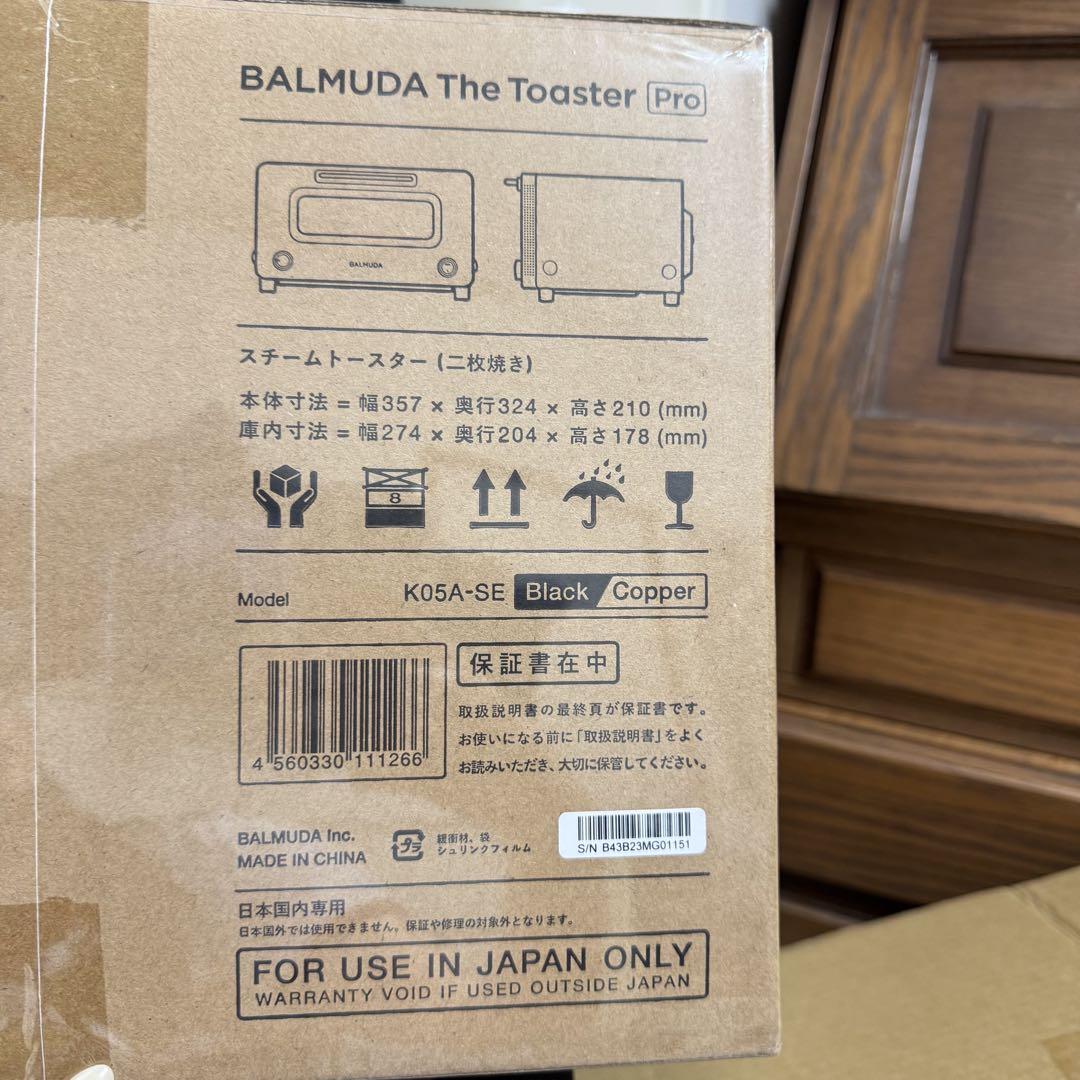 BALMUDA The Toaster Pro
BALMUDA
スチームトースター (二枚焼き)
本体寸法 = 幅357 × 奥行324 × 高さ210 (mm)
庫内寸法 = 幅274 × 奥行204 × 高さ178 (mm)
8
Model K05A-SE Black Copper
保証書在中
取扱説明書の最終頁が保証書です。
お使いになる前に「取扱説明書」をよく
お読みいただき、大切に保管してください。
4 560330 111266
BALMUDA Inc.
MADE IN CHINA
プラ
緩衝材、袋
シュリンクフィルム
S/N B43B23MG01151
日本国内専用
日本国外では使用できません。保証や修理の対象外となります。
FOR USE IN JAPAN ONLY
WARRANTY VOID IF USED OUTSIDE JAPAN